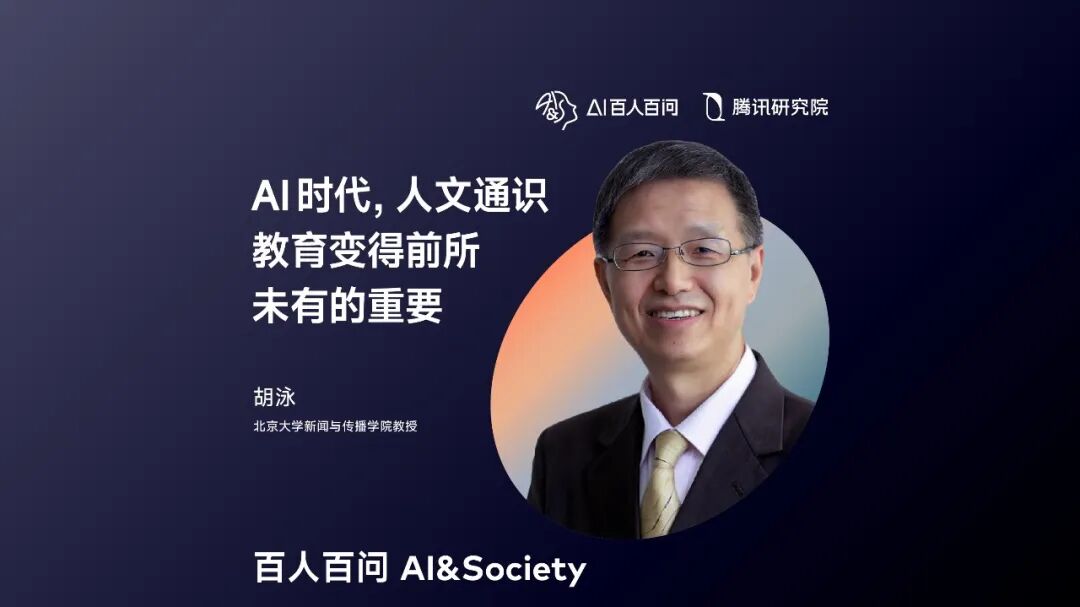 AI百人百问 腾讯研究院
AI时代，人文通识
教育变得前所
未有的重要
胡泳
北京大学新闻与传播学院教授
百人百问 AI&Society